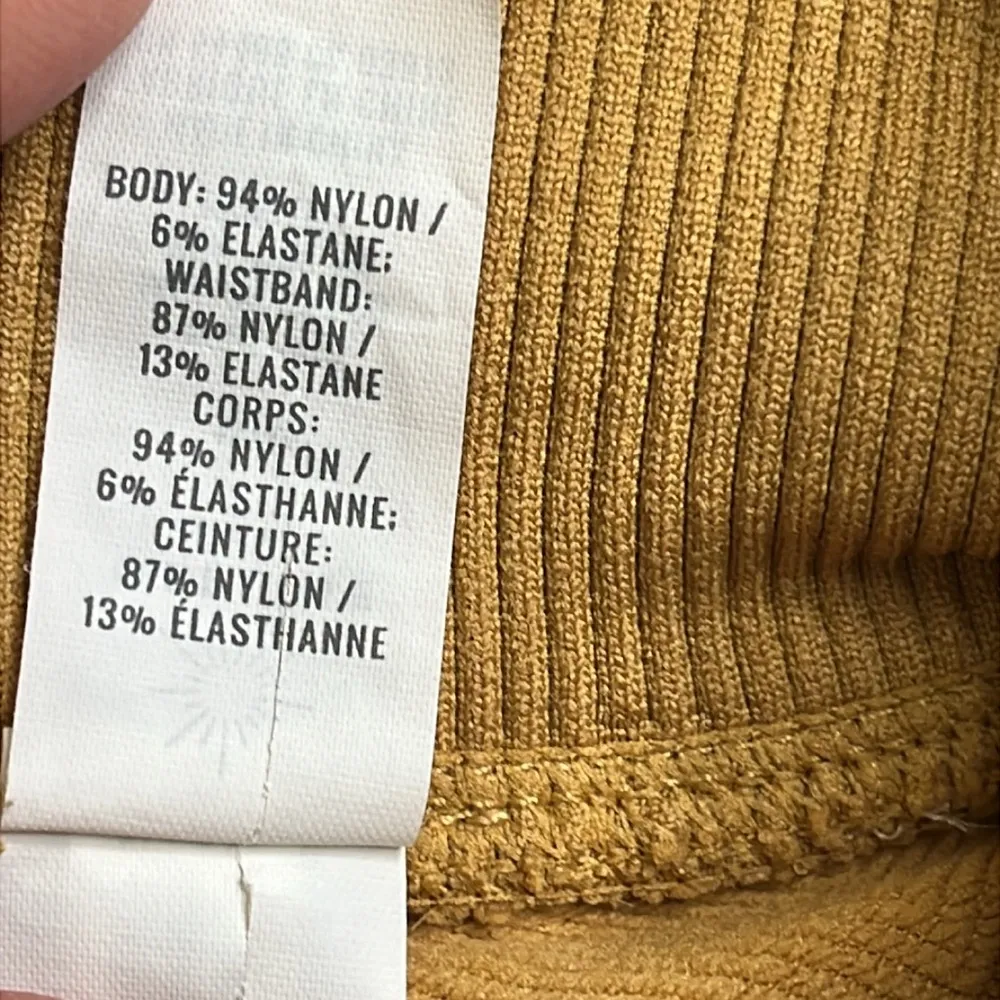 BODY: 94% NYLON /
6% ELASTANE;
WAISTBAND:
87% NYLON /
13% ELASTANE
CORPS:
94% NYLON /
6% ÉLASTHANNE;
CEINTURE:
87% NYLON /
13% ÉLASTHANNE